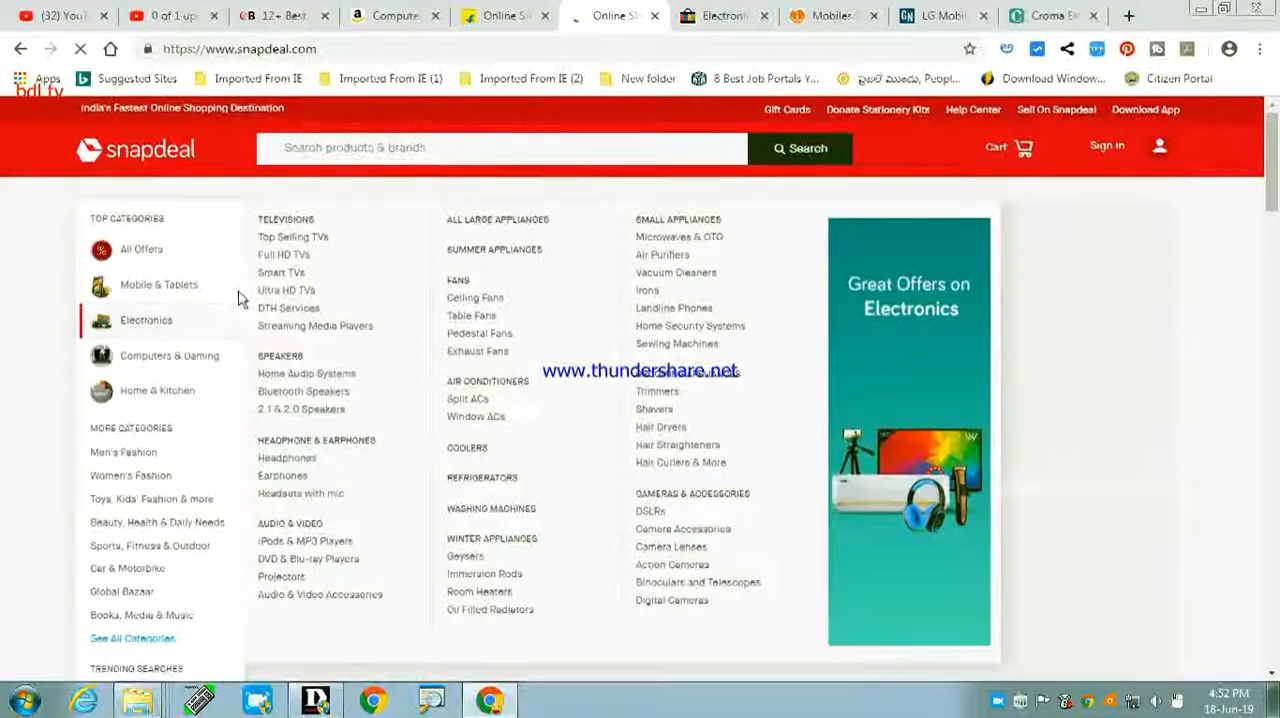 (32) YouT
0 of 1 up
12+ Best
Compute
Online S
Online S
Electroni
Mobiles
LG Mobil
Croma El
https://www.snapdeal.com
Apps
Suggested Sites
Imported From IE
Imported From IE (1)
Imported From IE (2)
New folder
8 Best Job Portals Y...
Download Window...
Citizen Portal
pdl.tv
India's Fastest Online Shopping Destination
Gift Cards
Donate Stationery Kits
Help Center
Sell On Snapdeal
Download App
snapdeal
Search products & brands
Search
Cart
Sign In
TOP CATEGORIES
All Offers
Mobile & Tablets
Electronics
Computers & Gaming
Home & Kitchen
MORE CATEGORIES
Men's Fashion
Women's Fashion
Toys, Kids' Fashion & more
Beauty, Health & Daily Needs
Sports, Fitness & Outdoor
Car & Motorbike
Global Bazaar
Books, Media & Music
See All Categories
TRENDING SEARCHES
TELEVISIONS
Top Selling TVs
Full HD TVs
Smart TVs
Ultra HD TVs
DTH Services
Streaming Media Players
SPEAKERS
Home Audio Systems
Bluetooth Speakers
2.1 & 2.0 Speakers
HEADPHONE & EARPHONES
Headphones
Earphones
Headsets with mic
AUDIO & VIDEO
iPods & MP3 Players
DVD & Blu-ray Players
Projectors
Audio & Video Accessories
ALL LARGE APPLIANCES
SUMMER APPLIANCES
FANS
Ceiling Fans
Table Fans
Pedestal Fans
Exhaust Fans
AIR CONDITIONERS
Split ACs
Window ACs
COOLERS
REFRIGERATORS
WASHING MACHINES
WINTER APPLIANCES
Geysers
Immersion Rods
Room Heaters
Oil Filled Radiators
SMALL APPLIANCES
Microwaves & OTG
Air Purifiers
Vacuum Cleaners
Irons
Landline Phones
Home Security Systems
Sewing Machines
www.thundershare.net
Trimmers
Shavers
Hair Dryers
Hair Straighteners
Hair Curlers & More
CAMERAS & ACCESSORIES
DSLRs
Camera Accessories
Camera Lenses
Action Cameras
Binoculars and Telescopes
Digital Cameras
Great Offers on
Electronics
4:52 PM
18-Jun-19